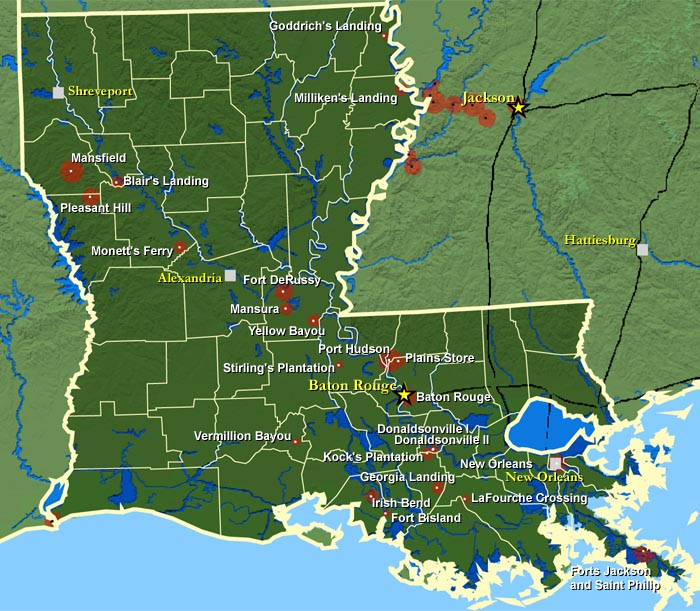 Goddrich's Landing
Shreveport
Milliken's Landing
Jackson
Mansfield
Blair's Landing
Pleasant Hill
Hattiesburg
Monett's Ferry
Alexandria
Fort DeRussy
Mansura
Yellow Bayou
Port Hudson
Plains Store
Stirling's Plantation
Baton Rouge
Baton Rouge
Donaldsonville I
Vermillion Bayou
Donaldsonville II
Kock's Plantation
New Orleans
Georgia Landing
New Orleans
Irish Bend
LaFourche Crossing
Fort Bisland
Forts Jackson
and Saint Philip